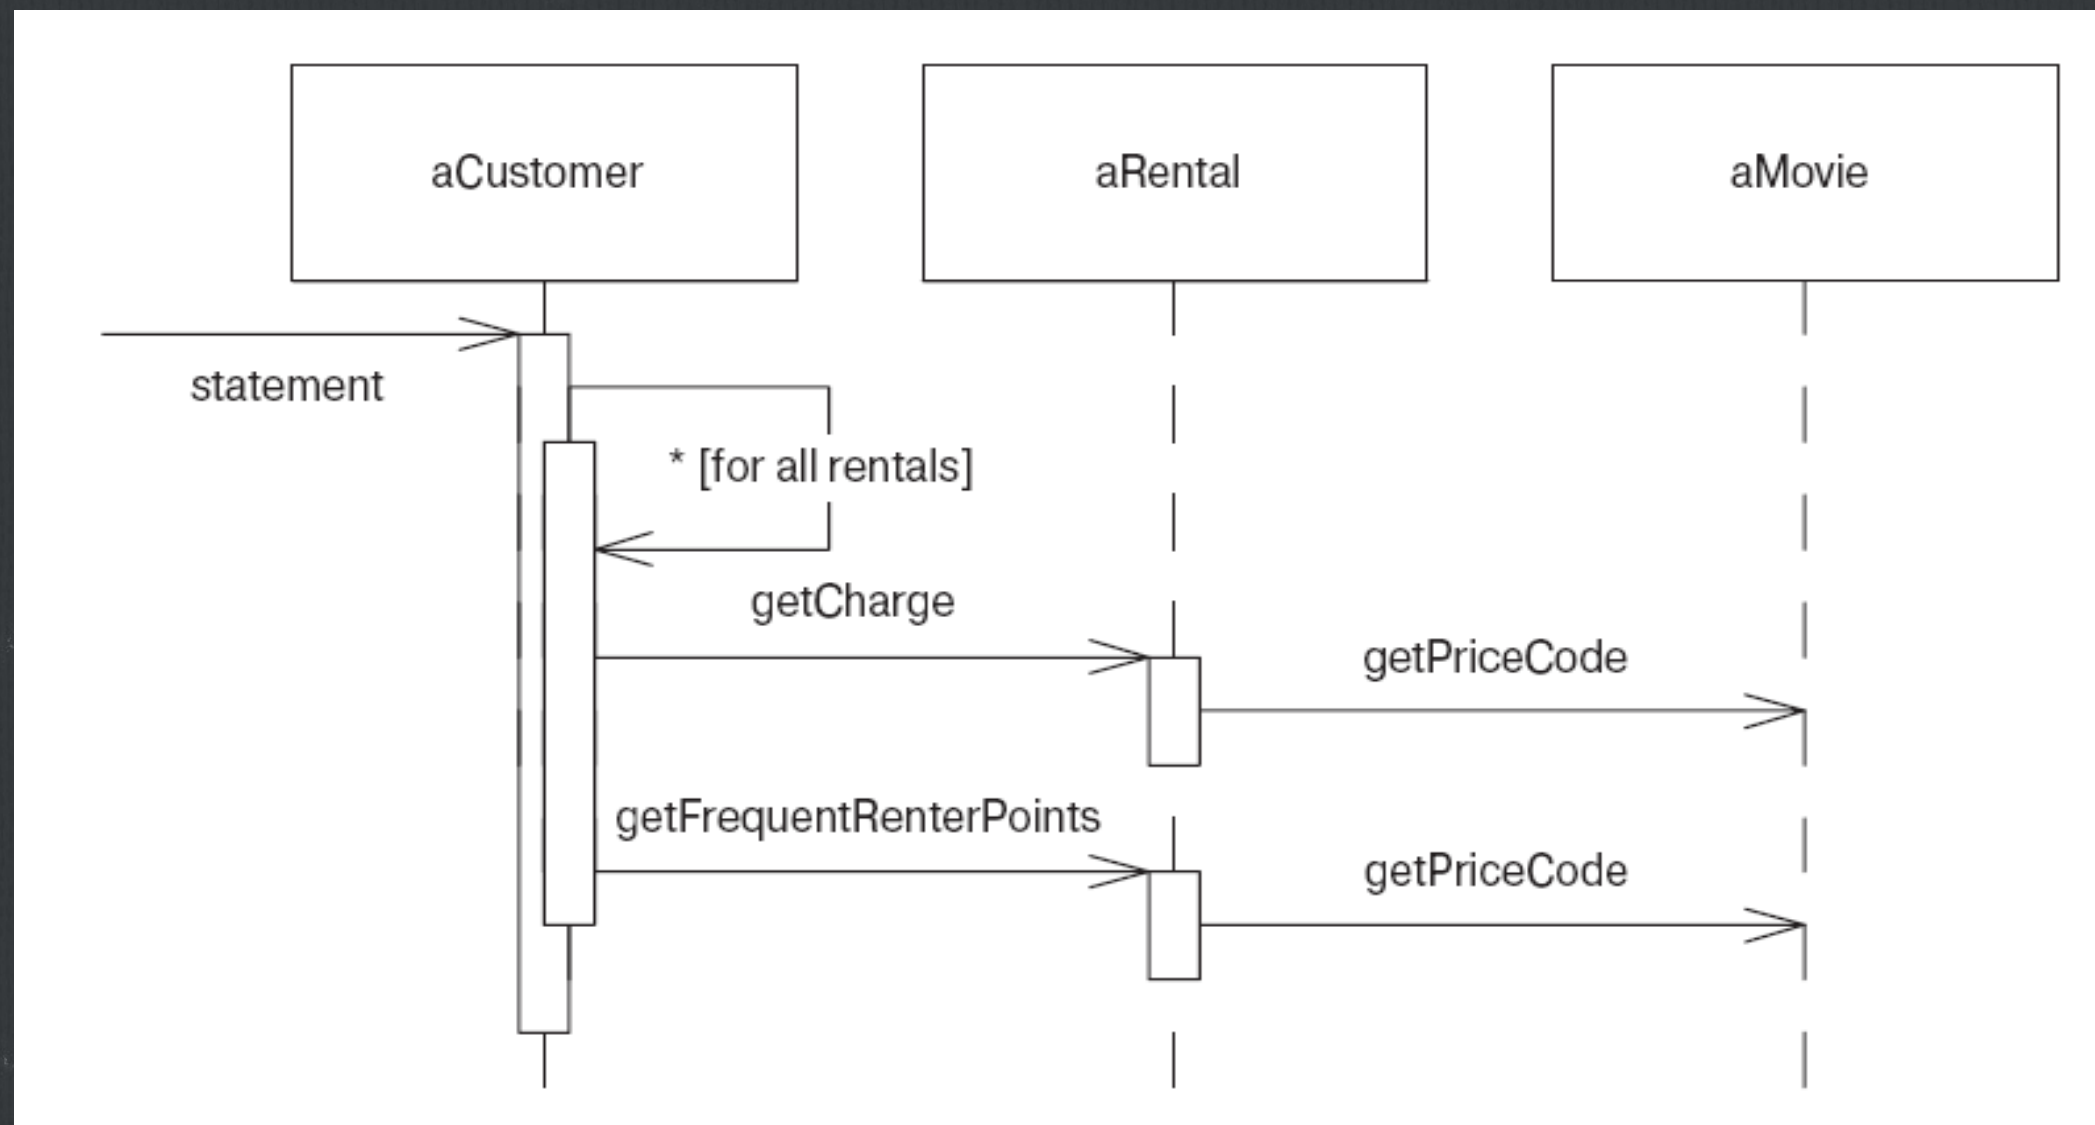 aCustomer
aRental
aMovie
statement
* [for all rentals]
getCharge
getPriceCode
getFrequentRenterPoints
getPriceCode